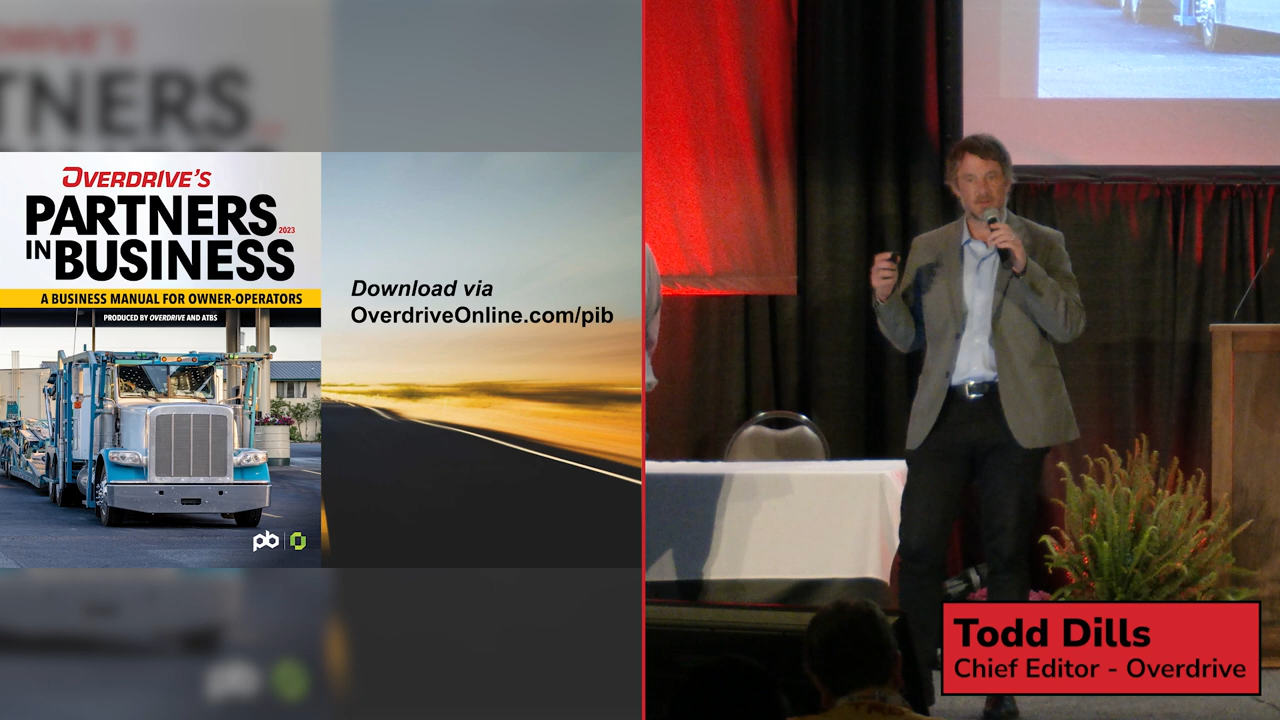 OVERDRIVE'S
PARTNERS
2023
IN BUSINESS
A BUSINESS MANUAL FOR OWNER-OPERATORS
PRODUCED BY OVERDRIVE AND ATBS
pb
Download via
OverdriveOnline.com/pib
Todd Dills
Chief Editor - Overdrive